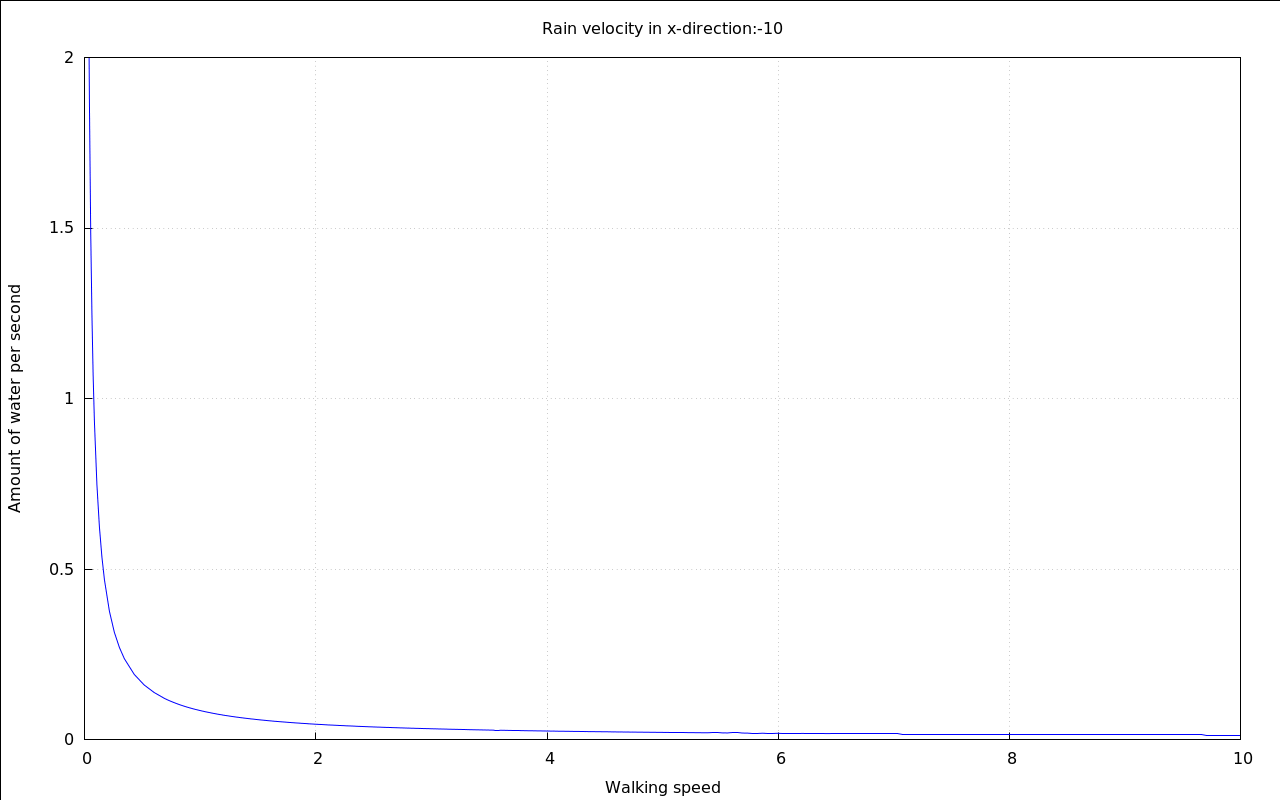 Rain velocity in x-direction:-10
2
1.5
1
0.5
0
Amount of water per second
0 2 4 6 8 10
Walking speed